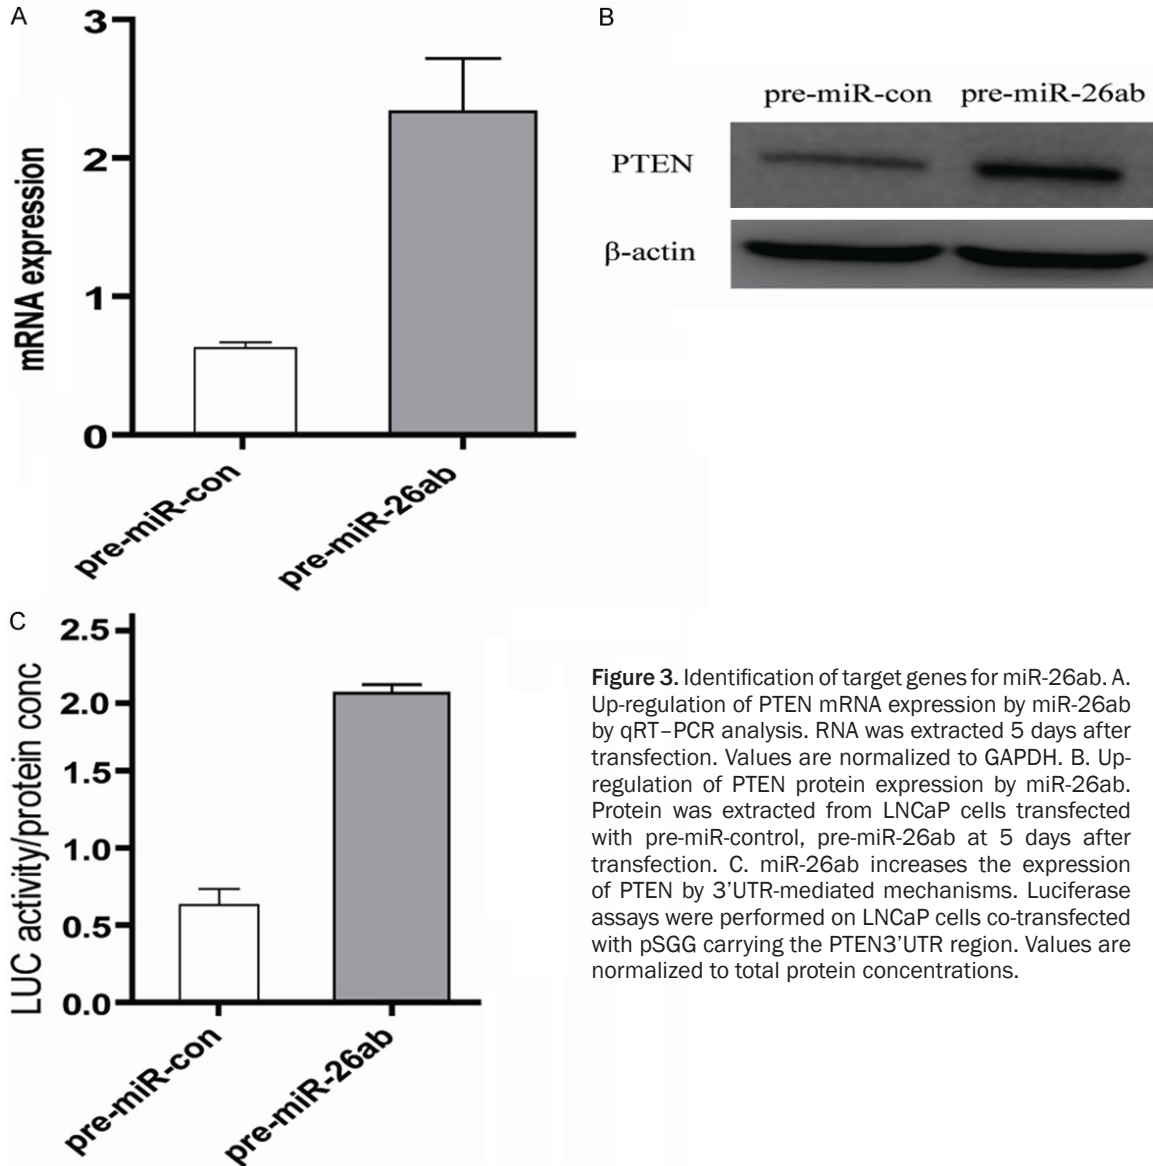 A
3
2
1
0
mRNA expression
pre-miR-con
pre-miR-26ab
B
pre-miR-con pre-miR-26ab
PTEN
β-actin
C
2.5
2.0
1.5
1.0
0.5
0.0
LUC activity/protein conc
pre-miR-con
pre-miR-26ab
Figure 3. Identification of target genes for miR-26ab. A.
Up-regulation of PTEN mRNA expression by miR-26ab
by qRT–PCR analysis. RNA was extracted 5 days after
transfection. Values are normalized to GAPDH. B. Up-
regulation of PTEN protein expression by miR-26ab.
Protein was extracted from LNCaP cells transfected
with pre-miR-control, pre-miR-26ab at 5 days after
transfection. C. miR-26ab increases the expression
of PTEN by 3’UTR-mediated mechanisms. Luciferase
assays were performed on LNCaP cells co-transfected
with pSGG carrying the PTEN3’UTR region. Values are
normalized to total protein concentrations.